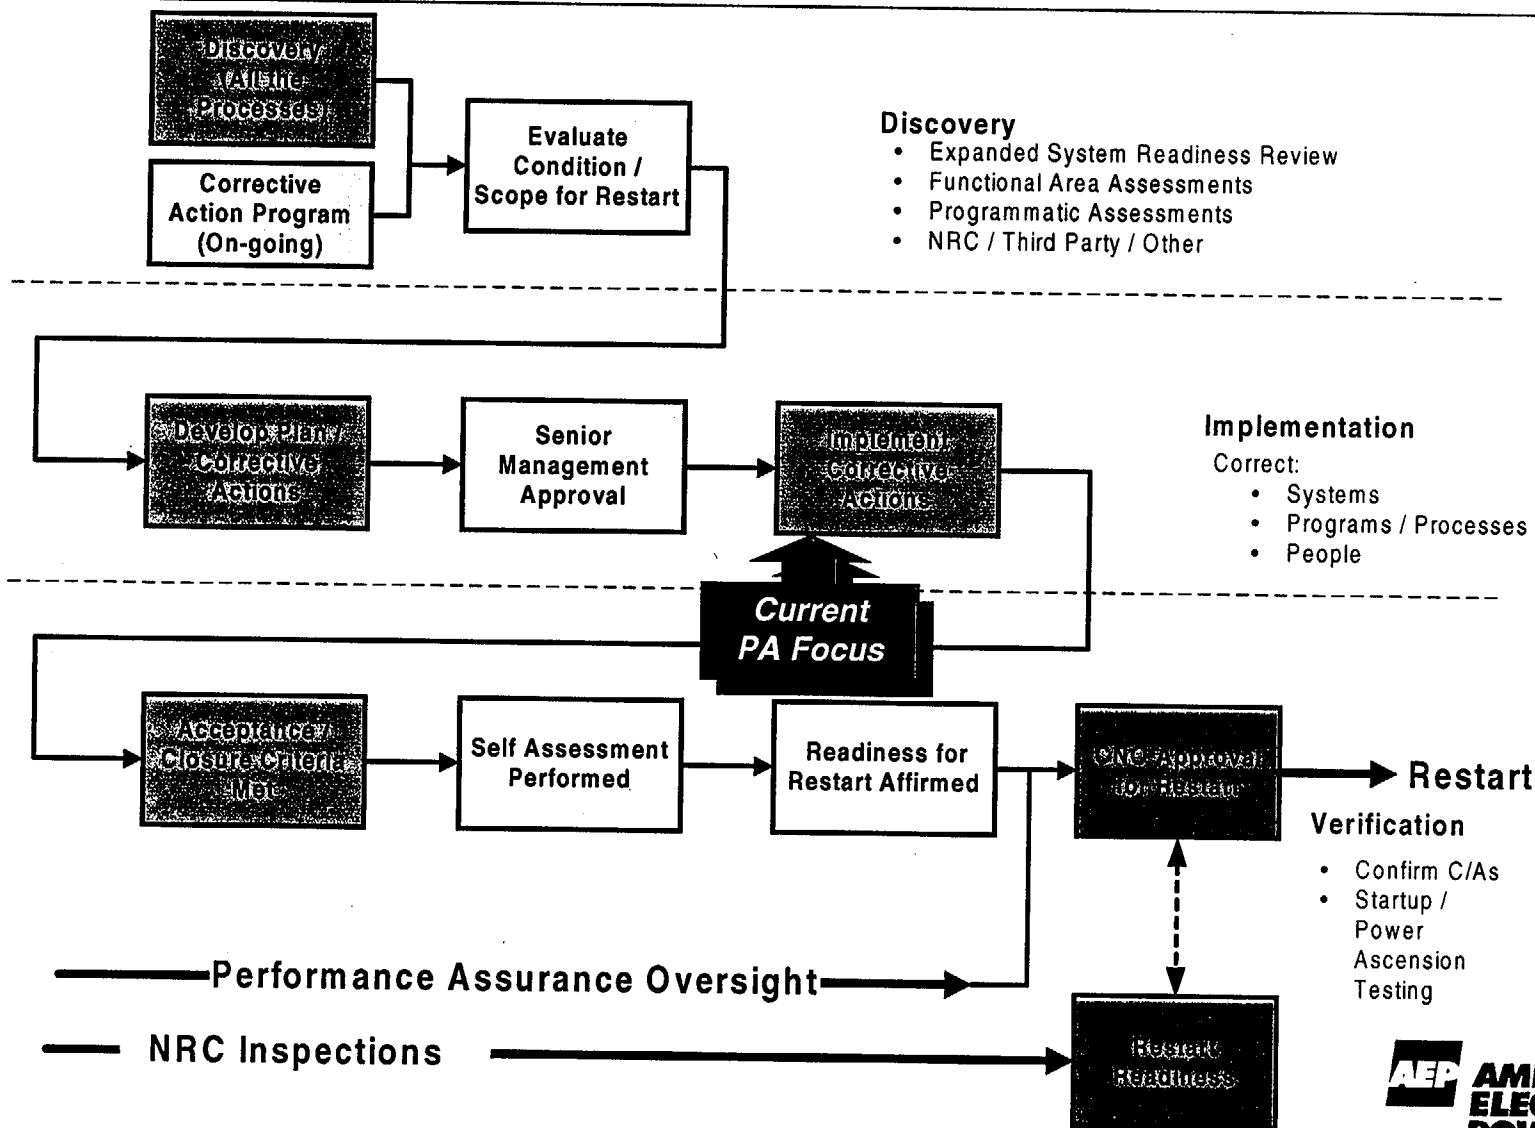 Discovery
(All the
Processes)
Corrective
Action Program
(On-going)
Evaluate
Condition /
Scope for Restart
Discovery
• Expanded System Readiness Review
• Functional Area Assessments
• Programmatic Assessments
• NRC / Third Party / Other
Develop Plan /
Corrective
Actions
Senior
Management
Approval
Implement
Corrective
Actions
Implementation
Correct:
• Systems
• Programs / Processes
• People
Current
PA Focus
Acceptance /
Closure Criteria
Met
Self Assessment
Performed
Readiness for
Restart Affirmed
CNO Approval
for Restart
Restart
Verification
• Confirm C/As
• Startup /
Power
Ascension
Testing
Performance Assurance Oversight
NRC Inspections
Restart
Readiness
AEP